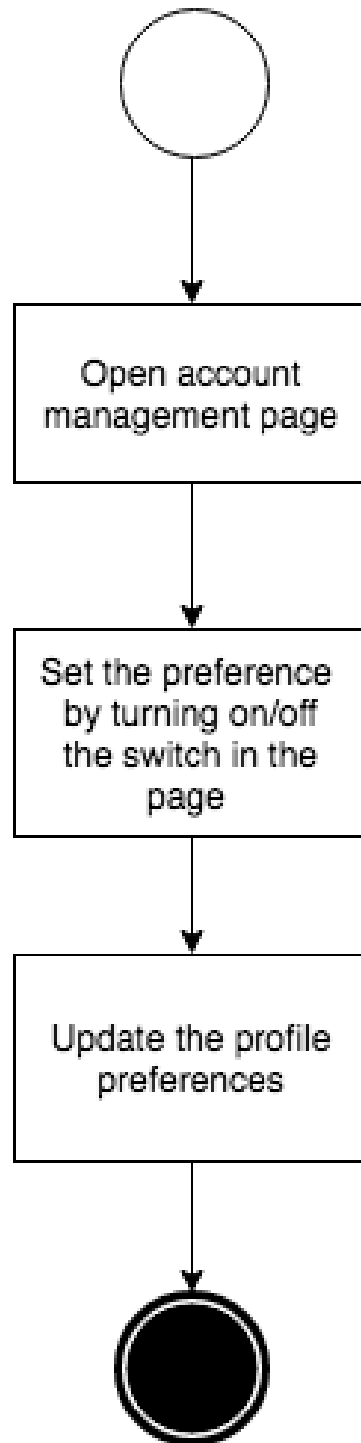 Open account
management page
Set the preference
by turning on/off
the switch in the
page
Update the profile
preferences